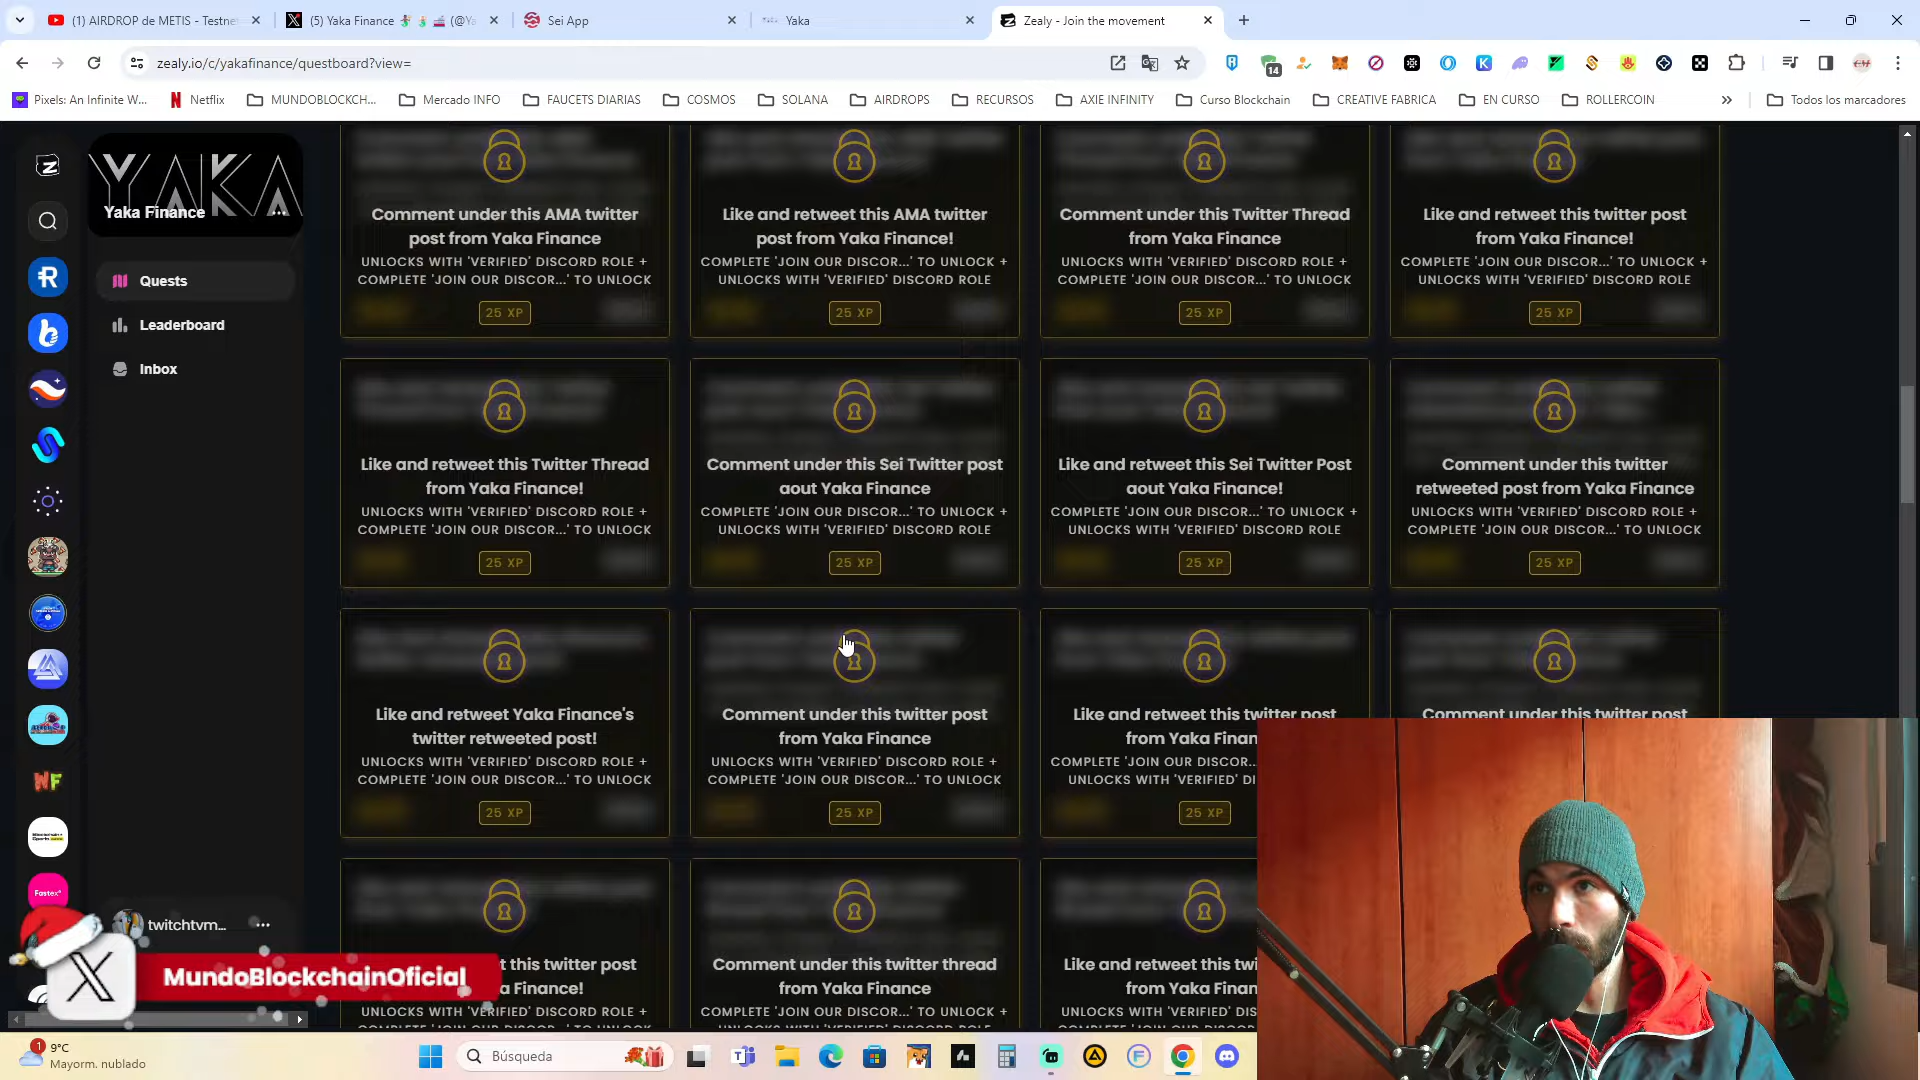 (1) AIRDROP de METIS - Testne
(5) Yaka Finance
(@Ya
Sei App
Yaka
Zealy - Join the movement
zealy.io/c/yakafinance/questboard?view=
14
Pixels: An Infinite W...
Netflix
MUNDOBLOCKCH...
Mercado INFO
FAUCETS DIARIAS
COSMOS
SOLANA
AIRDROPS
RECURSOS
AXIE INFINITY
Curso Blockchain
CREATIVE FABRICA
EN CURSO
ROLLERCOIN
Todos los marcadores
YAKA
Yaka Finance
Quests
Leaderboard
Inbox
Comment under this AMA twitter
post from Yaka Finance
UNLOCKS WITH 'VERIFIED' DISCORD ROLE +
COMPLETE 'JOIN OUR DISCOR...' TO UNLOCK
25 XP
Like and retweet this AMA twitter
post from Yaka Finance!
COMPLETE 'JOIN OUR DISCOR...' TO UNLOCK +
UNLOCKS WITH 'VERIFIED' DISCORD ROLE
25 XP
Comment under this Twitter Thread
from Yaka Finance
UNLOCKS WITH 'VERIFIED' DISCORD ROLE +
COMPLETE 'JOIN OUR DISCOR...' TO UNLOCK
25 XP
Like and retweet this twitter post
from Yaka Finance!
COMPLETE 'JOIN OUR DISCOR...' TO UNLOCK +
UNLOCKS WITH 'VERIFIED' DISCORD ROLE
25 XP
Like and retweet this Twitter Thread
from Yaka Finance!
UNLOCKS WITH 'VERIFIED' DISCORD ROLE +
COMPLETE 'JOIN OUR DISCOR...' TO UNLOCK
25 XP
Comment under this Sei Twitter post
aout Yaka Finance
COMPLETE 'JOIN OUR DISCOR...' TO UNLOCK +
UNLOCKS WITH 'VERIFIED' DISCORD ROLE
25 XP
Like and retweet this Sei Twitter Post
aout Yaka Finance!
COMPLETE 'JOIN OUR DISCOR...' TO UNLOCK +
UNLOCKS WITH 'VERIFIED' DISCORD ROLE
25 XP
Comment under this twitter
retweeted post from Yaka Finance
UNLOCKS WITH 'VERIFIED' DISCORD ROLE +
COMPLETE 'JOIN OUR DISCOR...' TO UNLOCK
25 XP
Like and retweet Yaka Finance's
twitter retweeted post!
UNLOCKS WITH 'VERIFIED' DISCORD ROLE +
COMPLETE 'JOIN OUR DISCOR...' TO UNLOCK
25 XP
Comment under this twitter post
from Yaka Finance
UNLOCKS WITH 'VERIFIED' DISCORD ROLE +
COMPLETE 'JOIN OUR DISCOR...' TO UNLOCK
25 XP
Like and retweet this twitter post
from Yaka Fin
COMPLETE 'JOIN OUR DISC
UNLOCKS WITH 'VERIFIED' DI
25 XP
Comment under this twitter post
t this twitter post
nce!
Comment under this twitter thread
from Yaka Finance
UNLOCKS WITH 'VERIFIED' DISCORD ROLE +
Like and retweet this twi
from Yaka Fin
UNLOCKS WITH 'VERIFIED' DIS
WF
Fastex
twitchtvm...
MundoBlockchainOficial
1
9°C
Mayorm. nublado
Búsqueda